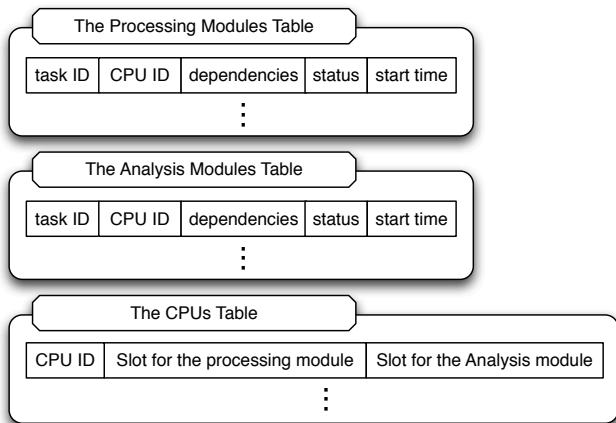 The Processing Modules Table
task ID CPU ID dependencies status start time
The Analysis Modules Table
task ID CPU ID dependencies status start time
The CPUs Table
CPU ID Slot for the processing module Slot for the Analysis module